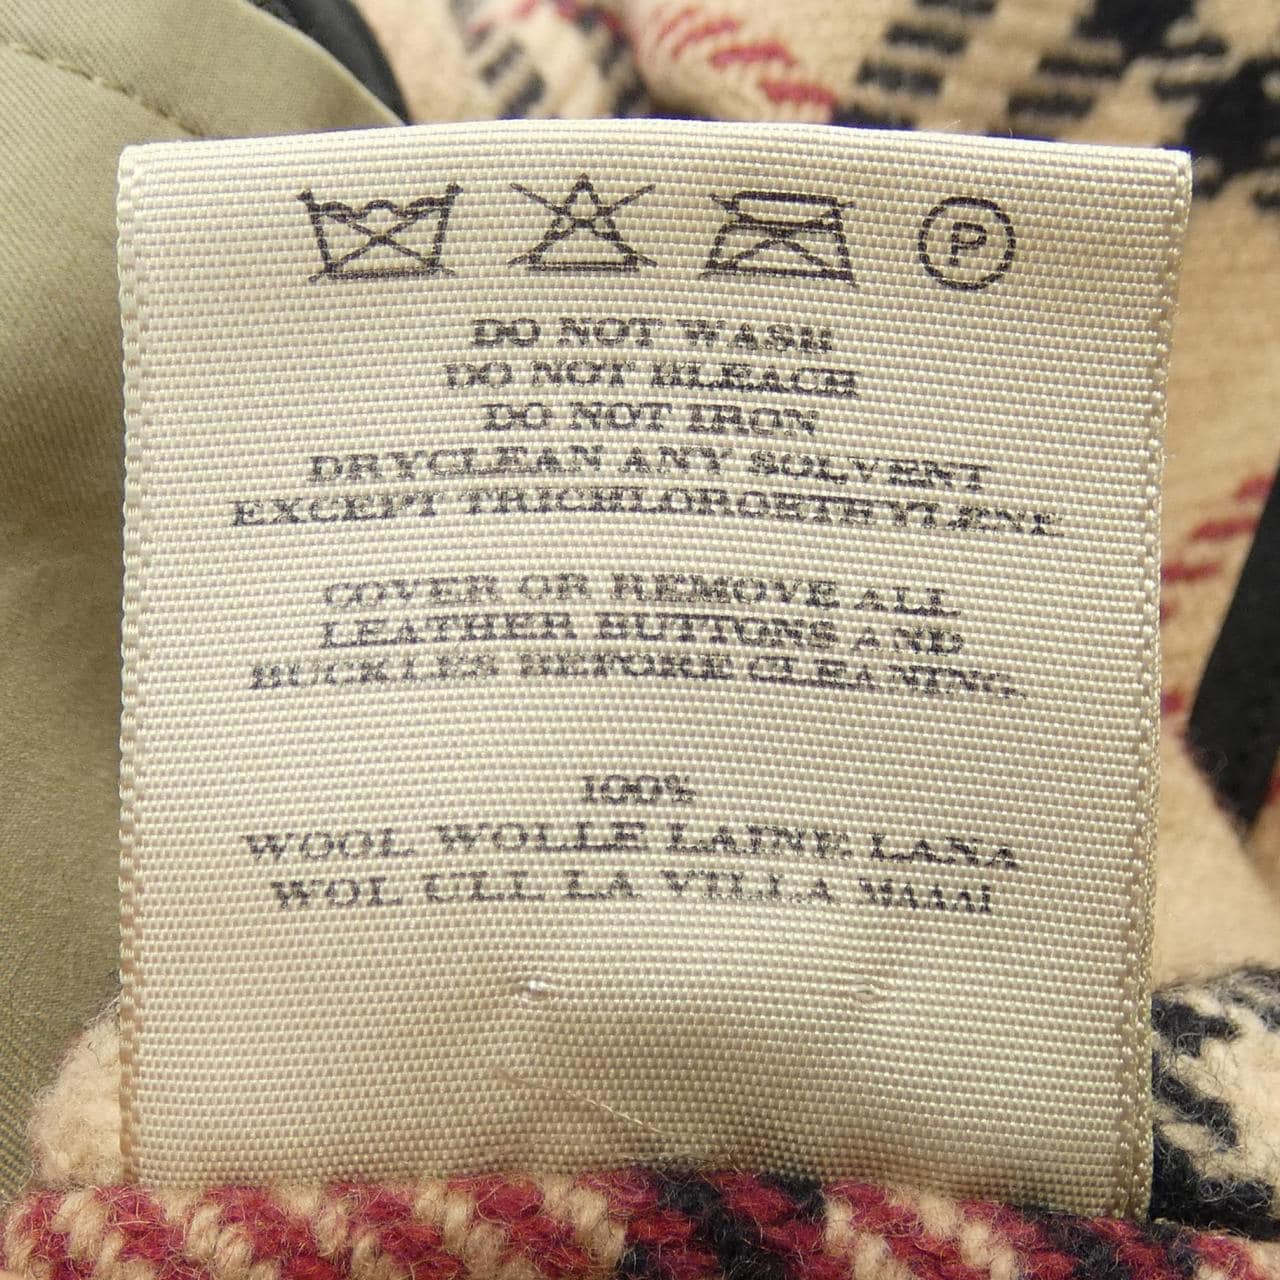 P
DO NOT WASH
DO NOT BLEACH
DO NOT IRON
DRYCLEAN ANY SOLVENT
EXCEPT TRICHLOROETHYLENE
COVER OR REMOVE ALL
LEATHER BUTTONS AND
BUCKLES BEFORE CLEANING.
100%
WOOL WOLLE LAINE LANA
WOL ULL LA VILLA